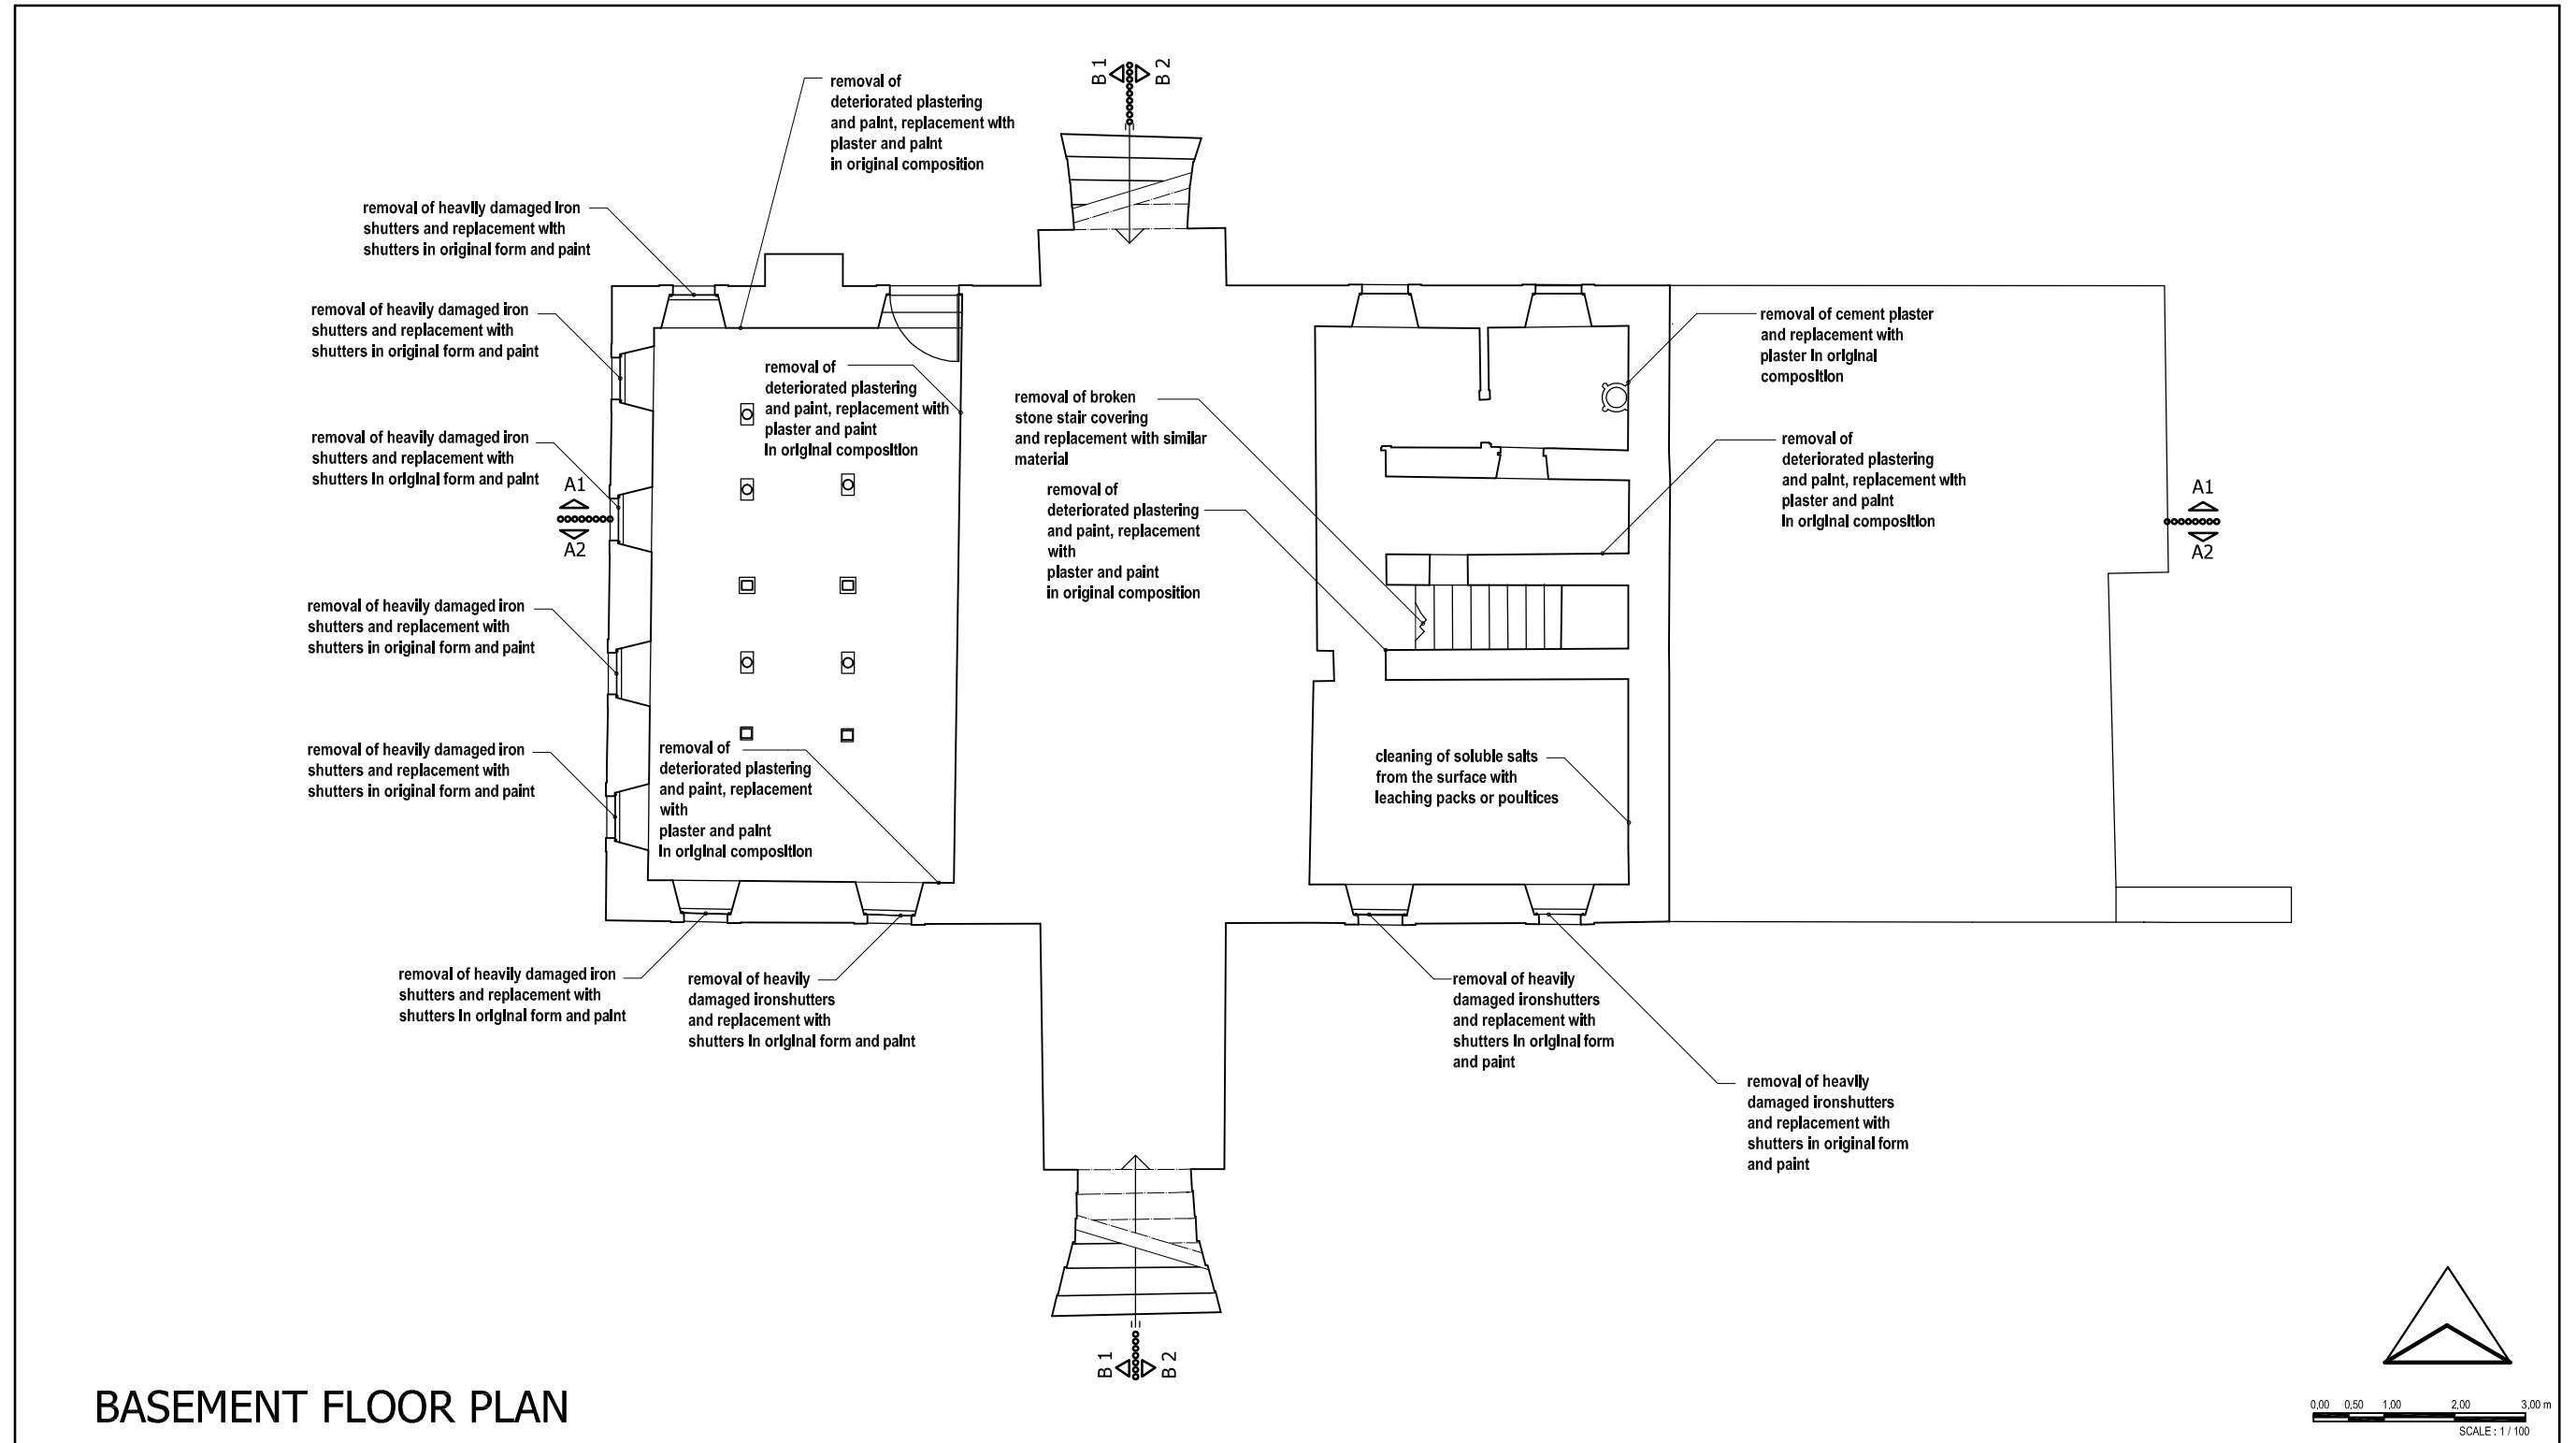 B 1
B 2
removal of
deteriorated plastering
and paint, replacement with
plaster and paint
in original composition
removal of heavily damaged iron
shutters and replacement with
shutters in original form and paint
removal of heavily damaged iron
shutters and replacement with
shutters in original form and paint
removal of cement plaster
and replacement with
plaster in original
composition
removal of
deteriorated plastering
and paint, replacement with
plaster and paint
in original composition
removal of broken
stone stair covering
and replacement with similar
material
removal of heavily damaged iron
shutters and replacement with
shutters in original form and paint
removal of
deteriorated plastering
and paint, replacement with
plaster and paint
in original composition
A1
A2
removal of
deteriorated plastering
and paint, replacement
with
plaster and paint
in original composition
A1
A2
removal of heavily damaged iron
shutters and replacement with
shutters in original form and paint
removal of heavily damaged iron
shutters and replacement with
shutters in original form and paint
removal of
deteriorated plastering
and paint, replacement
with
plaster and paint
in original composition
cleaning of soluble salts
from the surface with
leaching packs or poultices
removal of heavily damaged iron
shutters and replacement with
shutters in original form and paint
removal of heavily
damaged ironshutters
and replacement with
shutters in original form and paint
removal of heavily
damaged ironshutters
and replacement with
shutters in original form
and paint
removal of heavily
damaged ironshutters
and replacement with
shutters in original form
and paint
B 1
B 2
BASEMENT FLOOR PLAN
0,00 0,50 1,00 2,00 3,00 m
SCALE : 1 / 100